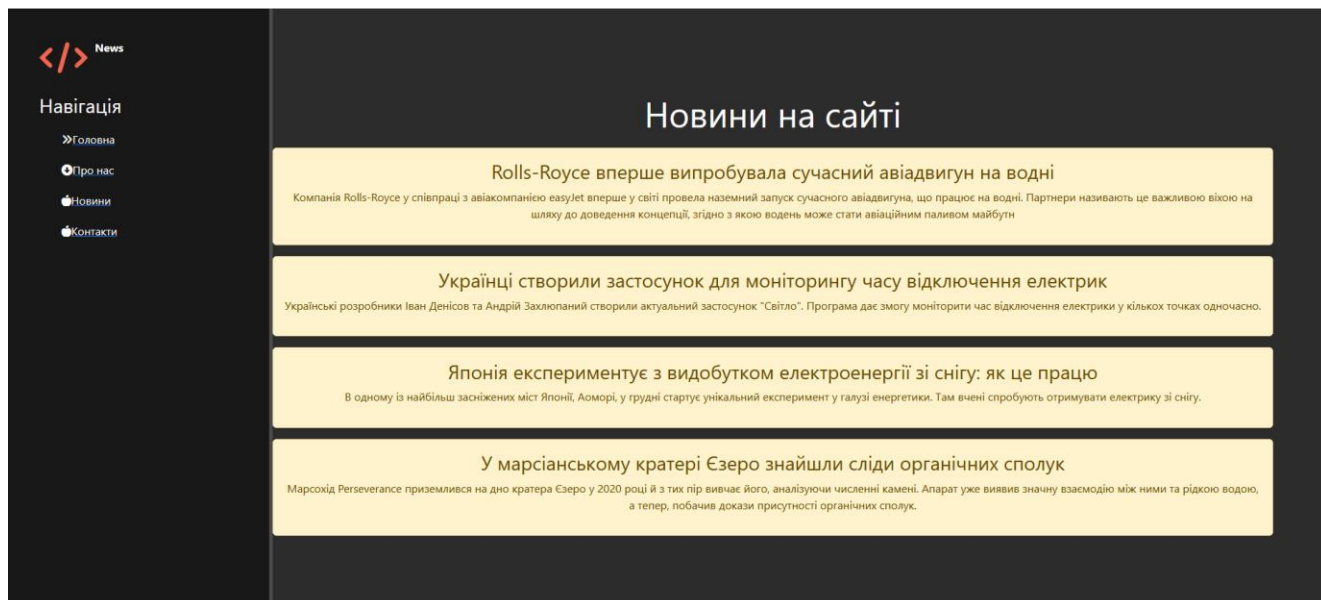 </> News
Навігація
Головна
Про нас
Новини
Контакти
Новини на сайті
Rolls-Royce вперше випробувала сучасний авіадвигун на водні
Компанія Rolls-Royce у співпраці з авіакомпанією easyJet вперше у світі провела наземний запуск сучасного авіадвигуна, що працює на водні. Партнери називають це важливою віхою на
шляху до доведення концепції, згідно з якою водень може стати авіаційним паливом майбутн
Українці створили застосунок для моніторингу часу відключення електрик
Українські розробники Іван Денісов та Андрій Захлюпаний створили актуальний застосунок "Світло". Програма дає змогу моніторити час відключення електрики у кількох точках одночасно.
Японія експериментує з видобутком електроенергії зі снігу: як це працю
В одному із найбільш засніжених міст Японії, Аоморі, у грудні стартує унікальний експеримент у галузі енергетики. Там вчені спробують отримувати електрику зі снігу.
У марсіанському кратері Єзеро знайшли сліди органічних сполук
Марсохід Perseverance приземлився на дно кратера Єзеро у 2020 році й з тих пір вивчає його, аналізуючи численні камені. Апарат уже виявив значну взаємодію між ними та рідкою водою,
а тепер, побачив докази присутності органічних сполук.